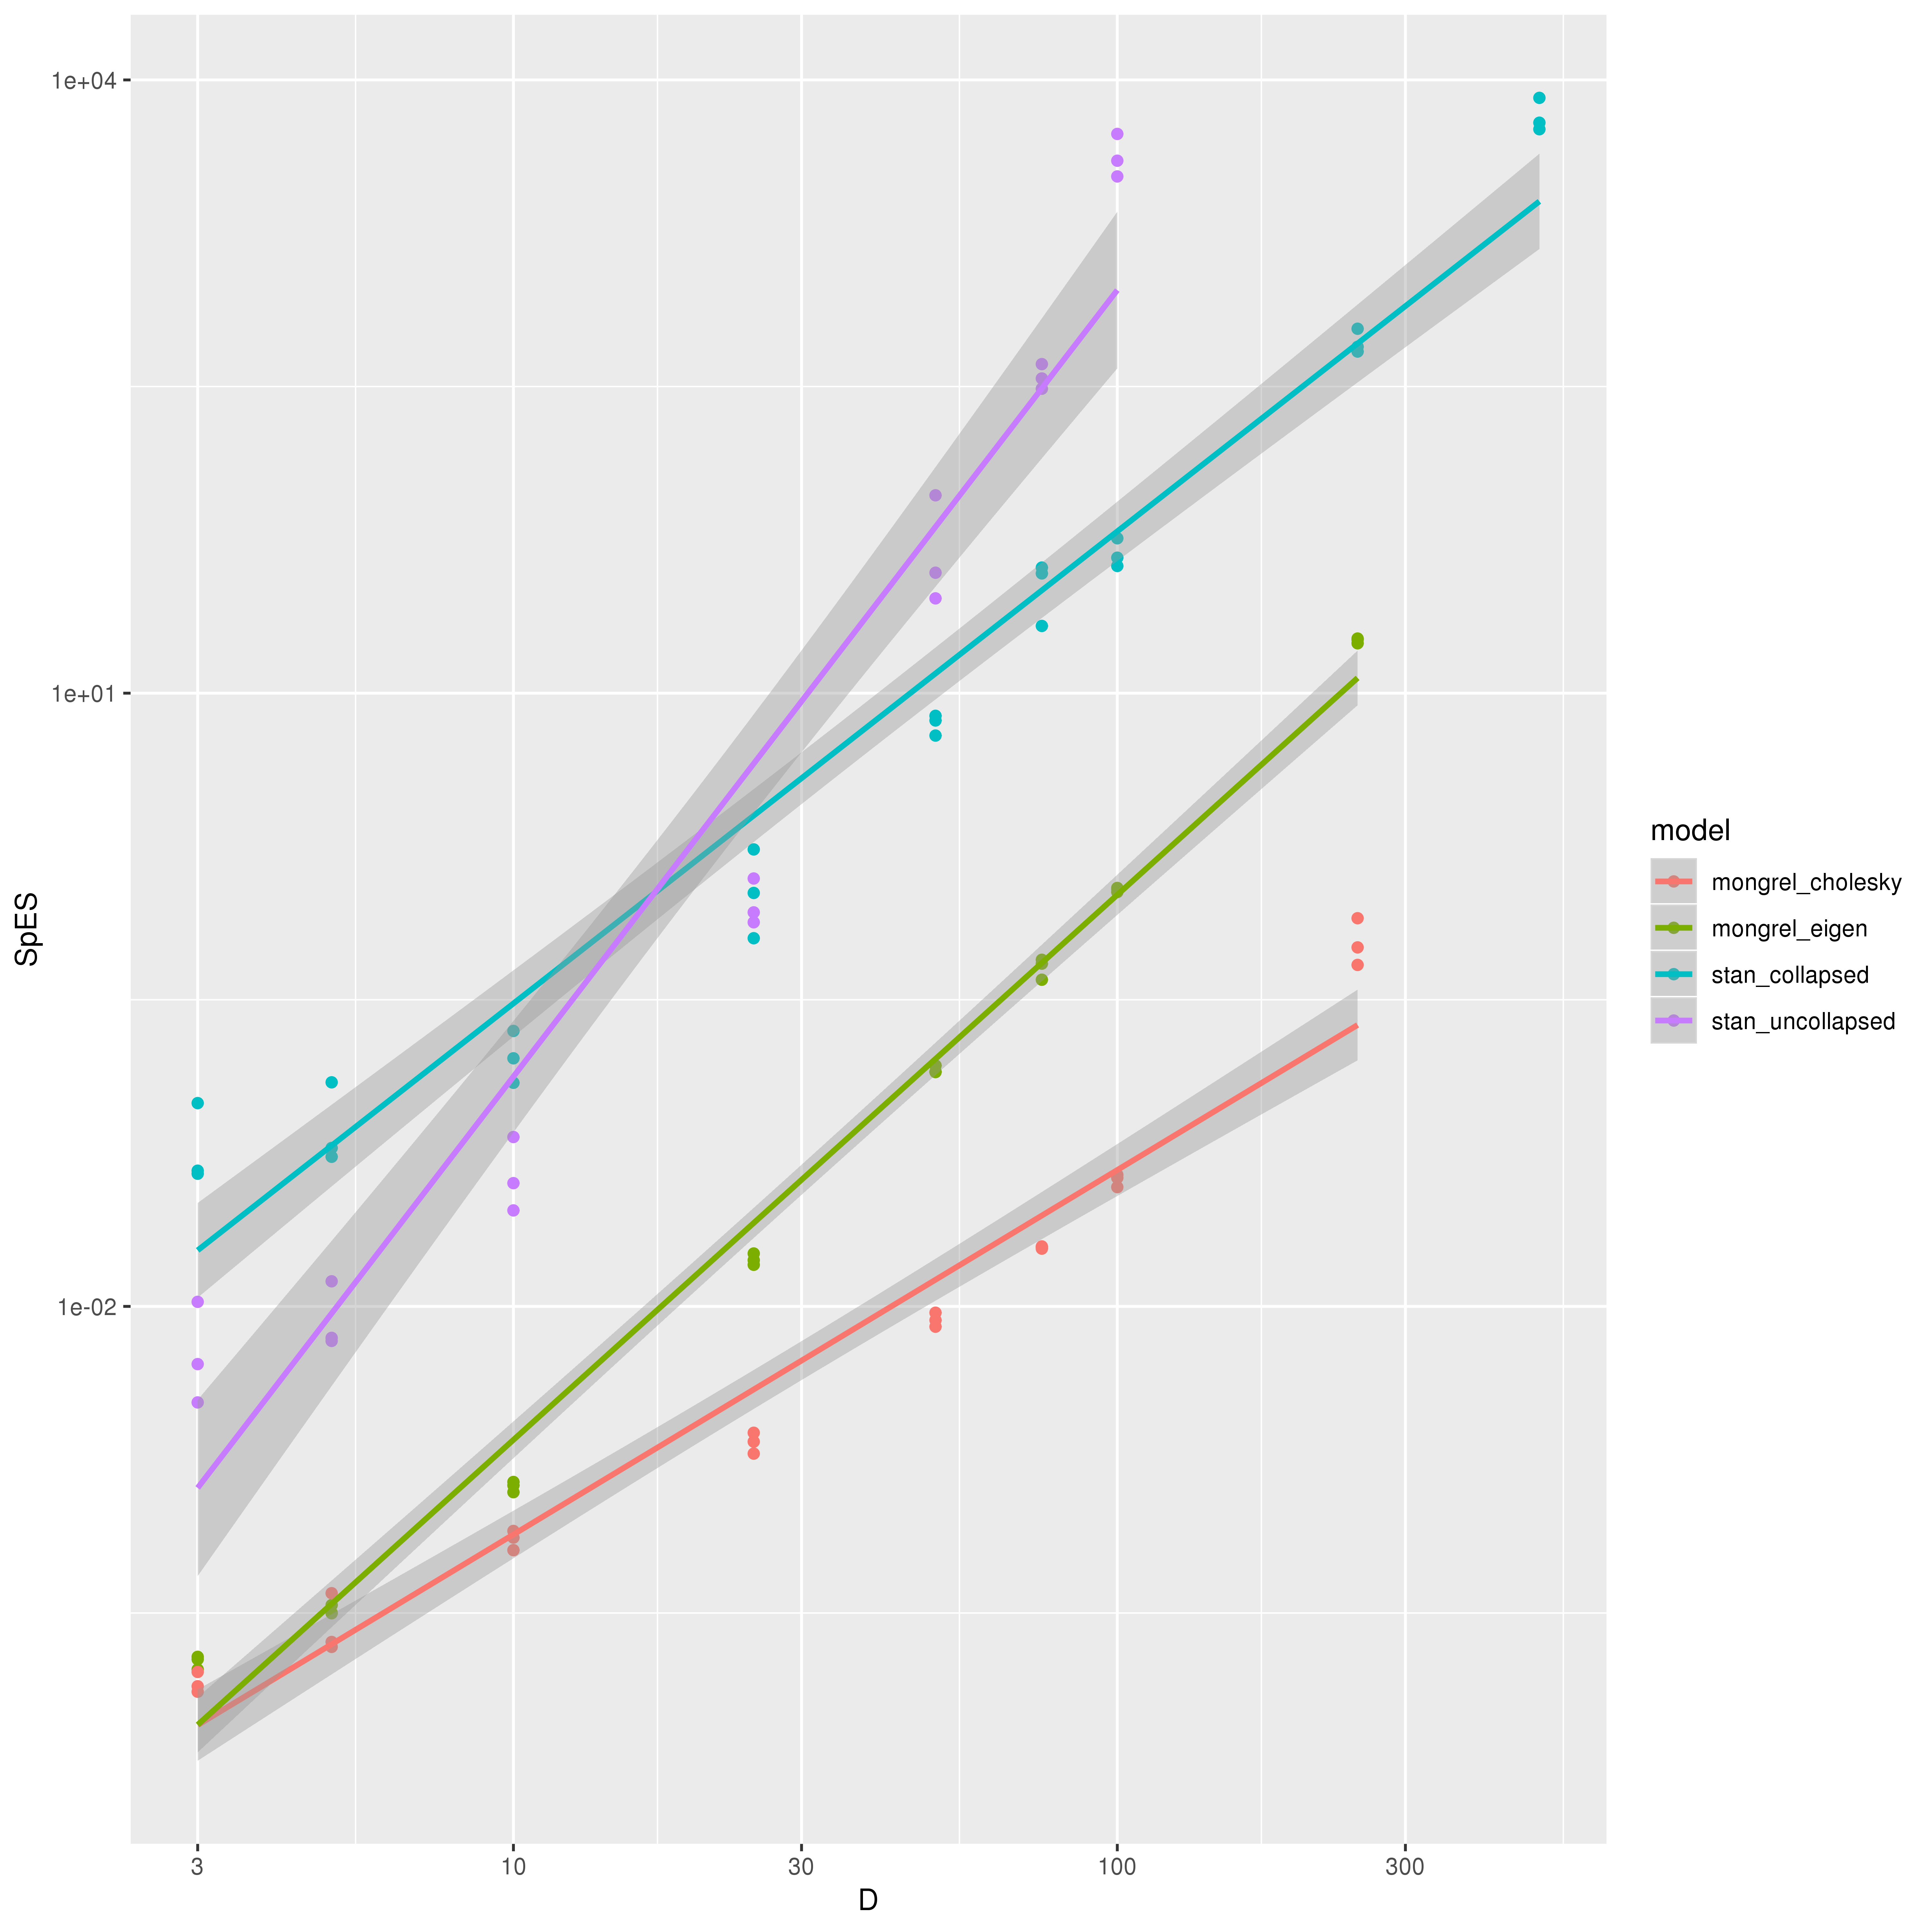 1e+04
1e+01
1e-02
SpES
3
10
30
100
300
D
model
mongrel_cholesky
mongrel_eigen
stan_collapsed
stan_uncollapsed